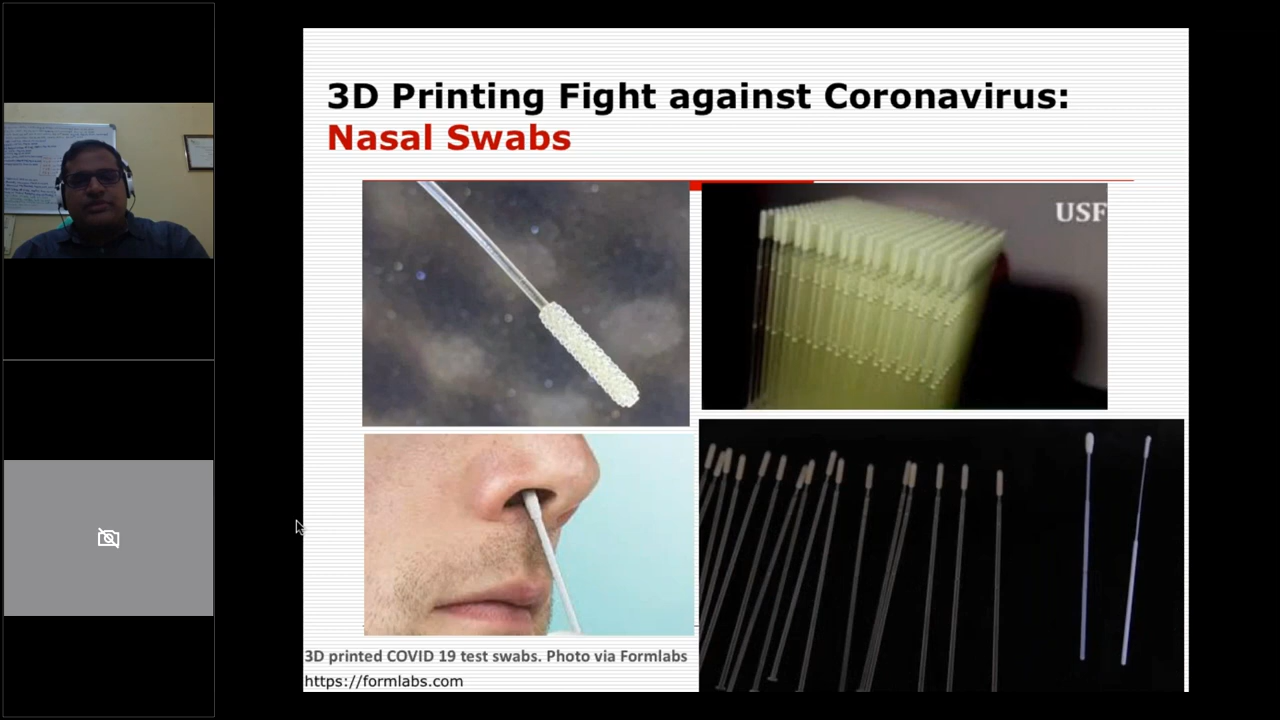 3D Printing Fight against Coronavirus:
Nasal Swabs
USF
3D printed COVID 19 test swabs. Photo via Formlabs
https://formlabs.com